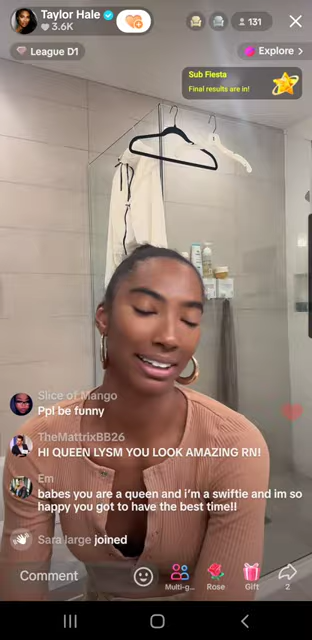 Taylor Hale
3.6K
131
League D1
Explore >
Sub Fiesta
Final results are in!
Slice of Mango
Ppl be funny
TheMattrixBB26
HI QUEEN LYSM YOU LOOK AMAZING RN!
Em
babes you are a queen and i'm a swiftie and im so
happy you got to have the best time!!
Sara large joined
Comment
Multi-g...
Rose
Gift
2